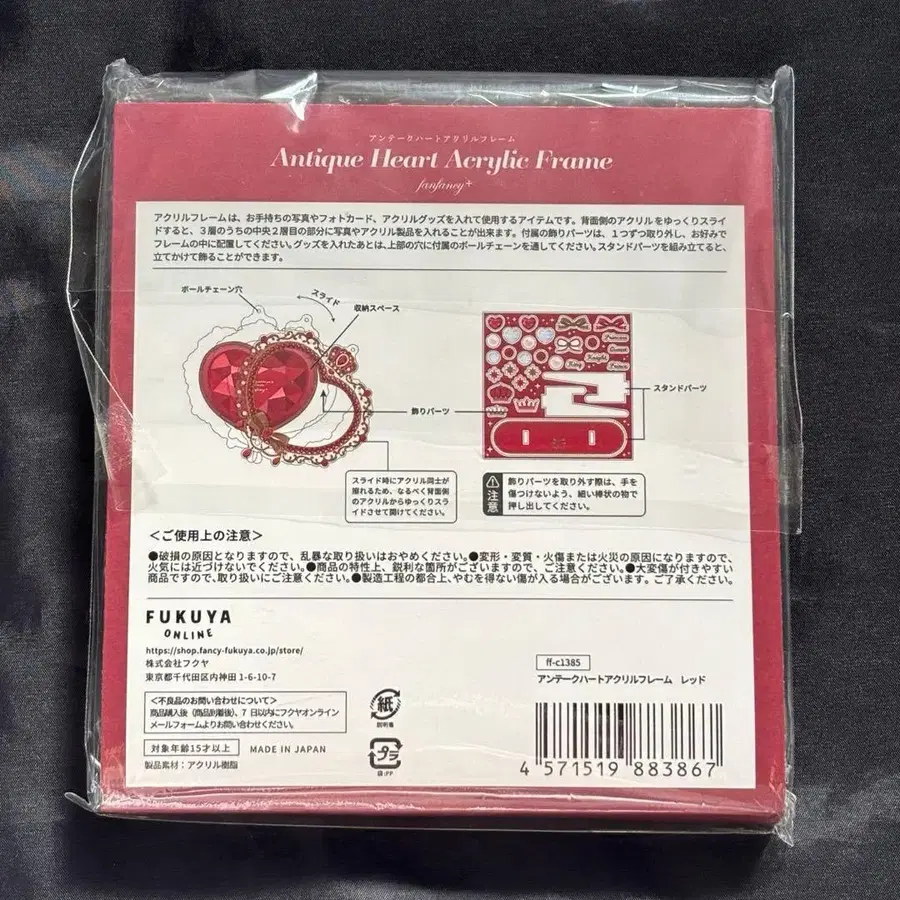 アンテークハートアクリルフレーム
Antique Heart Acrylic Frame
fanfancy+
アクリルフレームは、お手持ちの写真やフォトカード、アクリルグッズを入れて使用するアイテムです。背面側のアクリルをゆっくりスライ
ドすると、３層のうちの中央２層目の部分に写真やアクリル製品を入れることが出来ます。付属の飾りパーツは、１つずつ取り外し、お好みで
フレームの中に配置してください。グッズを入れたあとは、上部の穴に付属のボールチェーンを通してください。スタンドパーツを組み立てると、
立てかけて飾ることができます。
ボールチェーン穴
スライド
収納スペース
Princess
Queen
King
Knight
Prince
スタンドパーツ
飾りパーツ
スライド時にアクリル同士が
擦れるため、なるべく背面側
のアクリルからゆっくりスラ
イドさせて開けてください。
注意
飾りパーツを取り外す際は、手を
傷つけないよう、細い棒状の物で
押し出してください。
＜ご使用上の注意＞
●破損の原因となりますので、乱暴な取り扱いはおやめください。●変形・変質・火傷または火災の原因になりますので、
火気には近づけないでください。●商品の特性上、鋭利な箇所がございますので、ご注意ください。●大変傷が付きやすい
商品ですので、取り扱いにご注意ください。●製造工程の都合上、やむを得ない傷が入る場合がございます。ご了承ください。
FUKUYA
ONLINE
https://shop.fancy-fukuya.co.jp/store/
株式会社フクヤ
東京都千代田区内神田 1-6-10-7
＜不良品のお問い合わせについて＞
商品購入後（商品到着後）、7 日以内にフクヤオンライン
メールフォームよりお問い合わせください。
対象年齢15才以上
MADE IN JAPAN
製品素材：アクリル樹脂
紙
説明書
プラ
袋:PP
ff-c1385
アンテークハートアクリルフレーム レッド
4 571519 883867